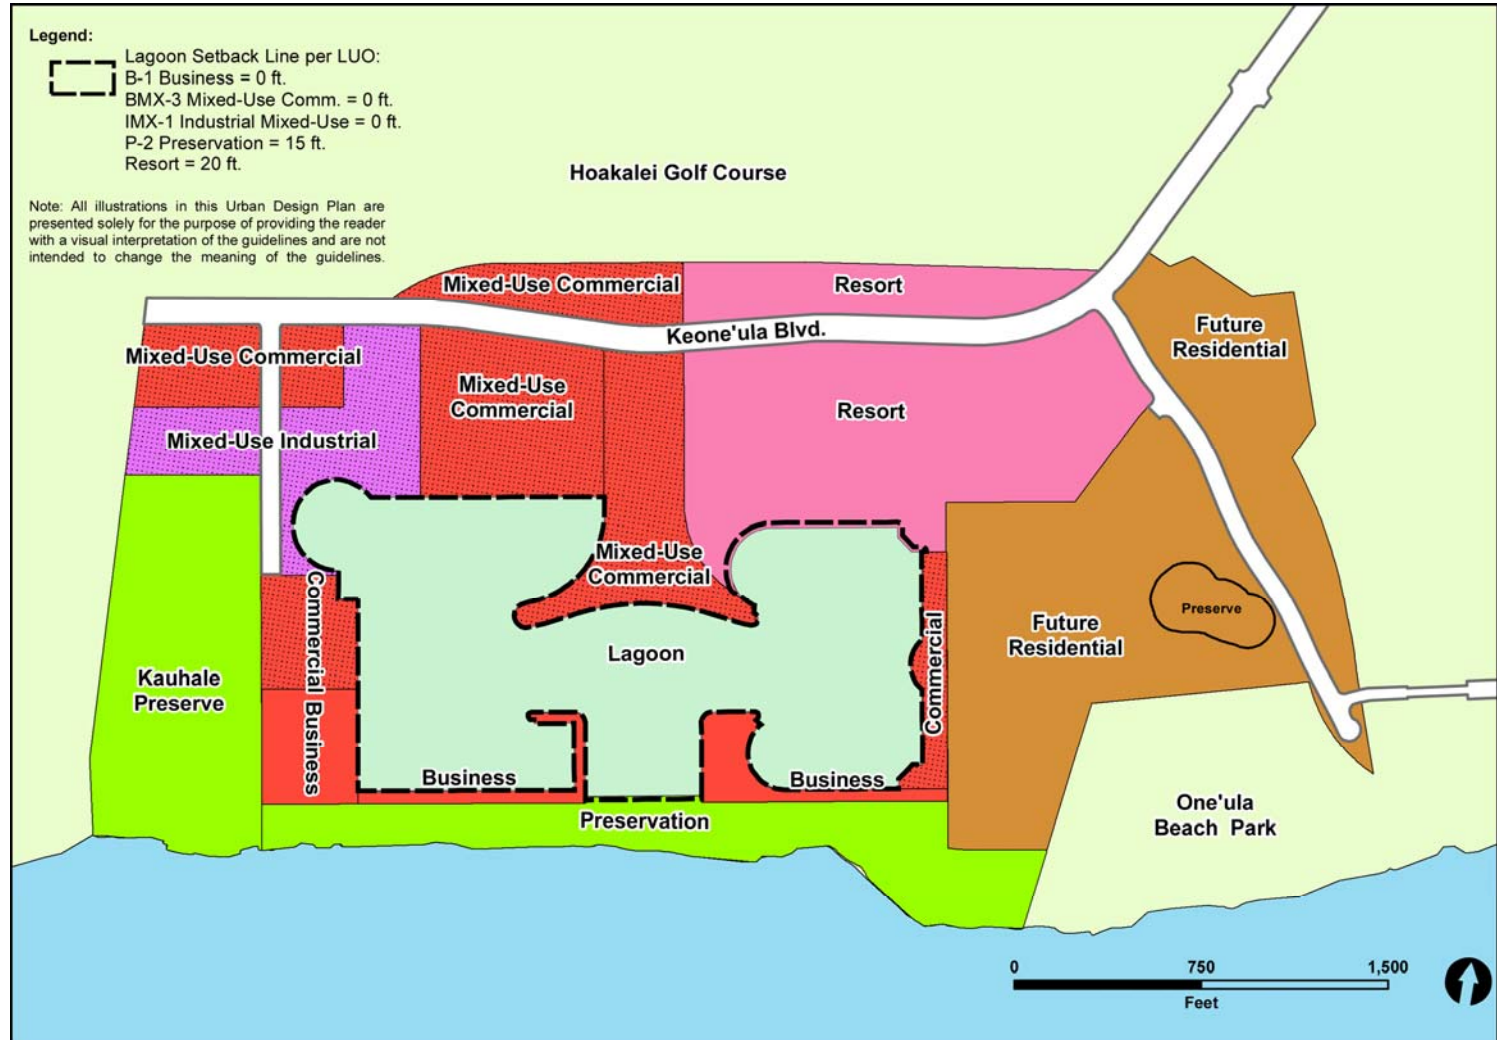 Legend:
Lagoon Setback Line per LUO:
B-1 Business = 0 ft.
BMX-3 Mixed-Use Comm. = 0 ft.
IMX-1 Industrial Mixed-Use = 0 ft.
P-2 Preservation = 15 ft.
Resort = 20 ft.
Note: All illustrations in this Urban Design Plan are
presented solely for the purpose of providing the reader
with a visual interpretation of the guidelines and are not
intended to change the meaning of the guidelines.
Hoakalei Golf Course
Mixed-Use Commercial
Resort
Keone'ula Blvd.
Future
Residential
Mixed-Use Commercial
Mixed-Use
Commercial
Resort
Mixed-Use Industrial
Mixed-Use
Commercial
Commercial Business
Lagoon
Commercial
Future
Residential
Preserve
Kauhale
Preserve
Business
Business
Preservation
One'ula
Beach Park
0 750 1,500
Feet